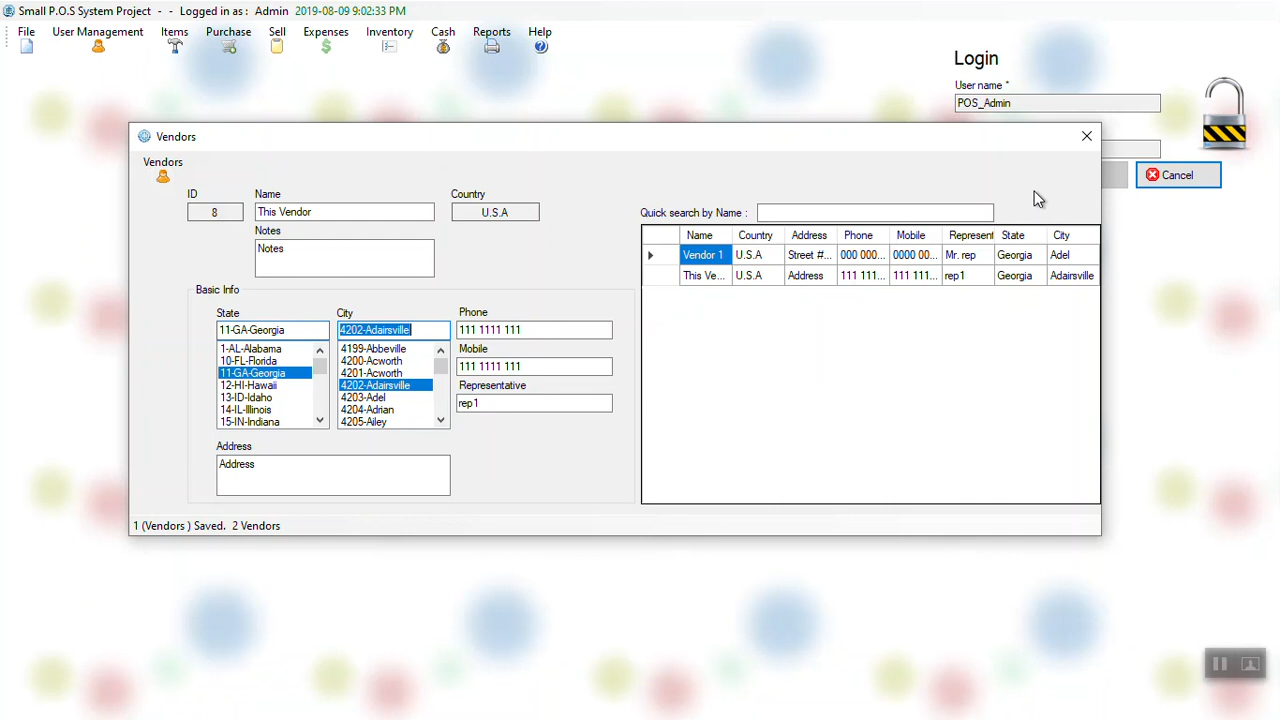 Small P.O.S System Project - - Logged in as : Admin 2019-08-09 9:02:33 PM
File User Management Items Purchase Sell Expenses Inventory Cash Reports Help
Login
User name *
POS_Admin
Cancel
Vendors
Vendors
ID Name Country
8 This Vendor U.S.A
Notes
Notes
Basic Info
State City Phone
11-GA-Georgia 4202-Adairsville 111 1111 111
1-AL-Alabama 4199-Abbeville Mobile
10-FL-Florida 4200-Acworth 111 1111 111
11-GA-Georgia 4201-Acworth
12-HI-Hawaii 4202-Adairsville Representative
13-ID-Idaho 4203-Adel rep1
14-IL-Illinois 4204-Adrian
15-IN-Indiana 4205-Ailey
Address
Address
Quick search by Name :
Name Country Address Phone Mobile Represent State City
Vendor 1 U.S.A Street #... 000 000... 0000 00... Mr. rep Georgia Adel
This Ve... U.S.A Address 111 111... 111 111... rep1 Georgia Adairsville
1 (Vendors ) Saved. 2 Vendors